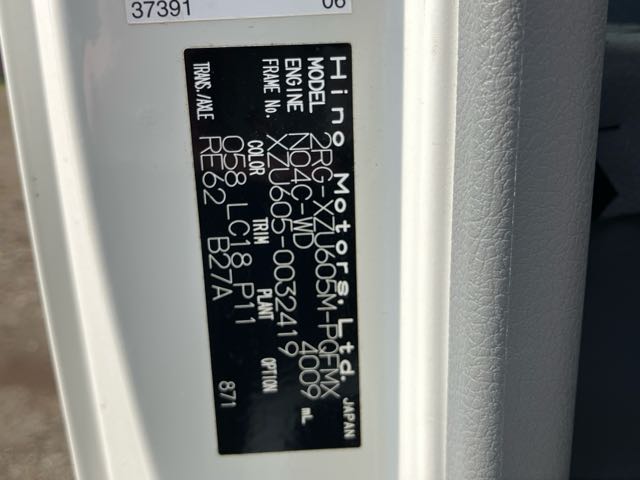 37391 06
Hino Motors, Ltd. JAPAN
MODEL 2RG-XZU605M-PQFMX
ENGINE N04C-WD 4009 mL
FRAME No. XZU605-0032419
COLOR TRIM PLANT OPTION
058 LC18 P11
TRANS./AXLE RE62 B27A
871